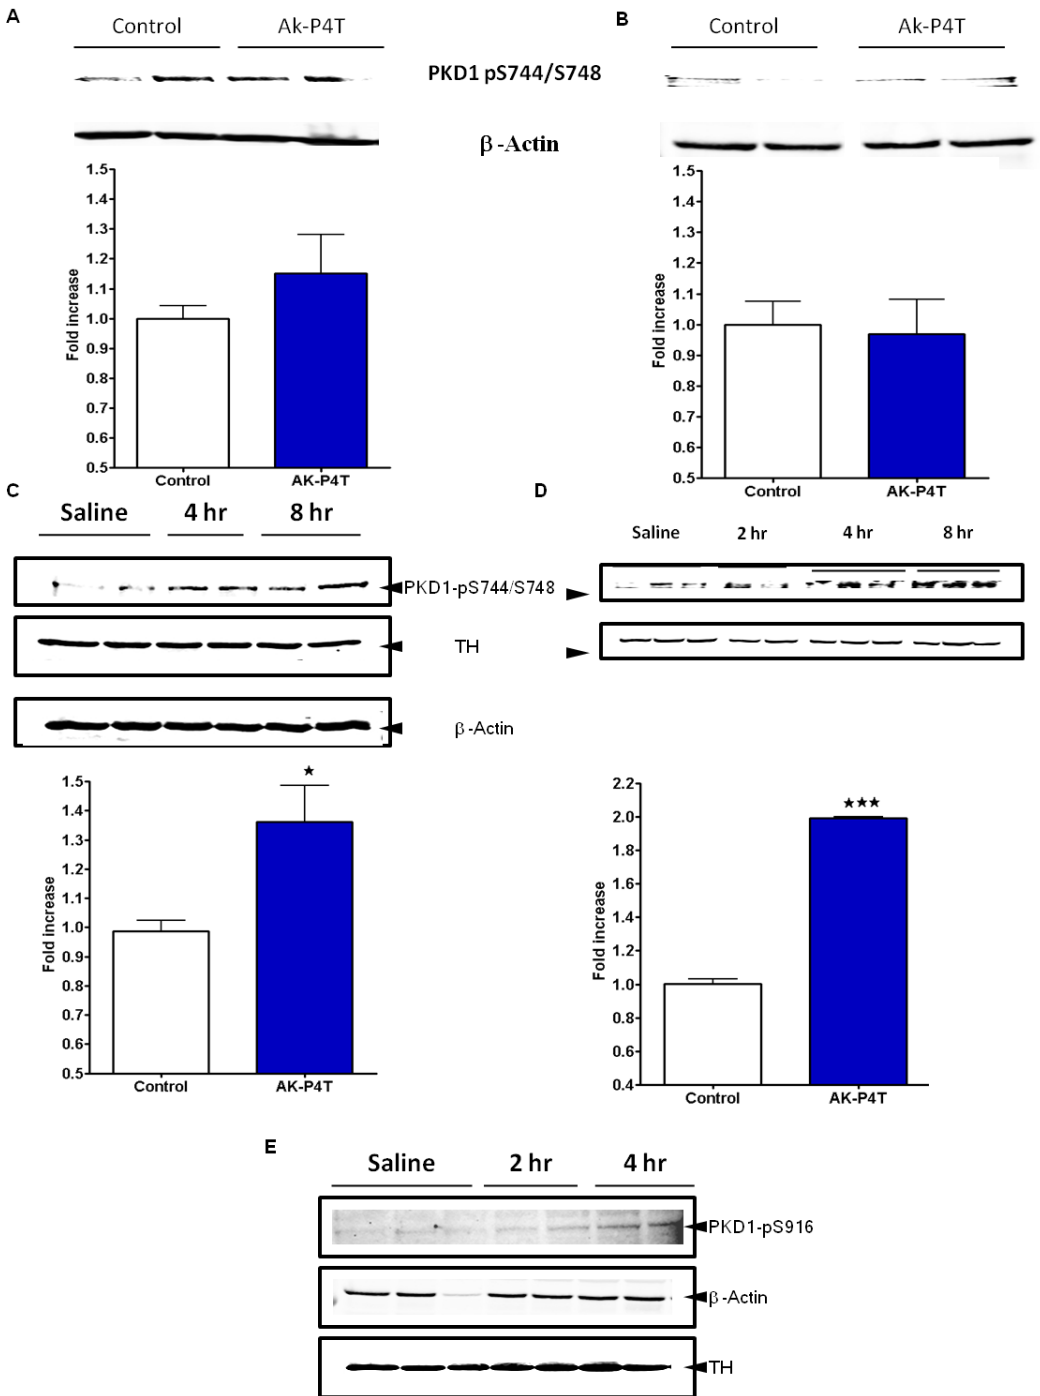 A
Control
Ak-P4T
PKD1 pS744/S748
β-Actin
1.5
1.4
1.3
1.2
1.1
1.0
0.9
0.8
0.7
0.6
0.5
Fold increase
Control
AK-P4T
B
Control
Ak-P4T
1.5
1.4
1.3
1.2
1.1
1.0
0.9
0.8
0.7
0.6
0.5
Fold increase
Control
AK-P4T
C
Saline
4 hr
8 hr
PKD1-pS744/S748
TH
β-Actin
★
1.5
1.4
1.3
1.2
1.1
1.0
0.9
0.8
0.7
0.6
0.5
Fold increase
Control
AK-P4T
D
Saline
2 hr
4 hr
8 hr
★★★
2.2
2.0
1.8
1.6
1.4
1.2
1.0
0.8
0.6
0.4
Fold increase
Control
AK-P4T
E
Saline
2 hr
4 hr
PKD1-pS916
β-Actin
TH